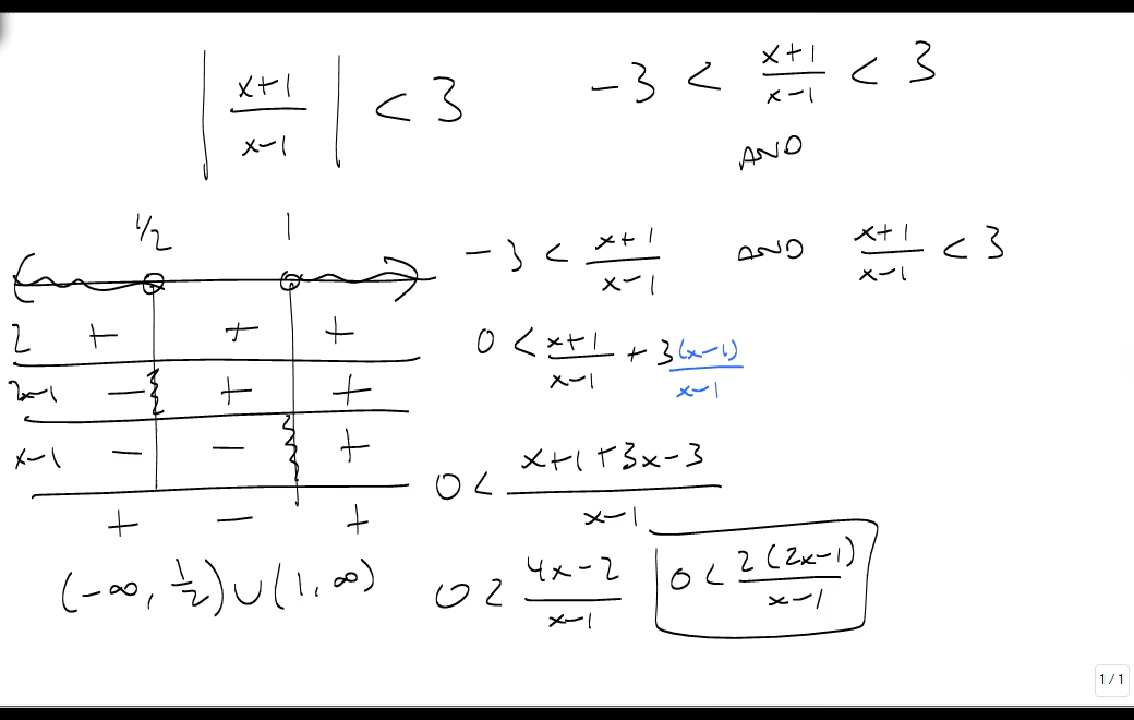 |x+1/x-1| < 3
-3 < x+1/x-1 < 3
AND
-3 < x+1/x-1 AND x+1/x-1 < 3
0 < x+1/x-1 + 3(x-1)/x-1
0 < x+1+3x-3/x-1
0 < 4x-2/x-1
0 < 2(2x-1)/x-1
1/2 1
2 + + +
2x-1 - + +
x-1 - - +
+ - +
(-∞, 1/2) ∪ (1, ∞)
1 / 1